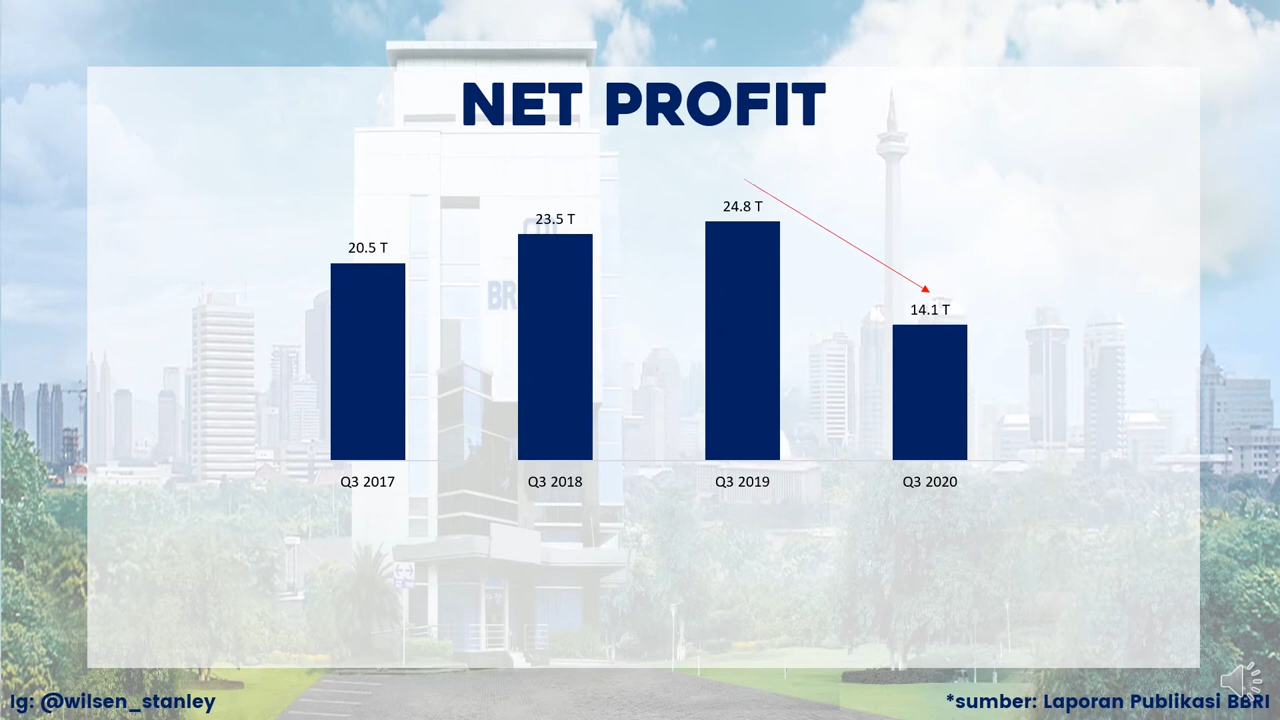 NET PROFIT
20.5 T
23.5 T
24.8 T
14.1 T
BR
Q3 2017
Q3 2018
Q3 2019
Q3 2020
Ig: @wilsen_stanley
*sumber: Laporan Publikasi BBRI